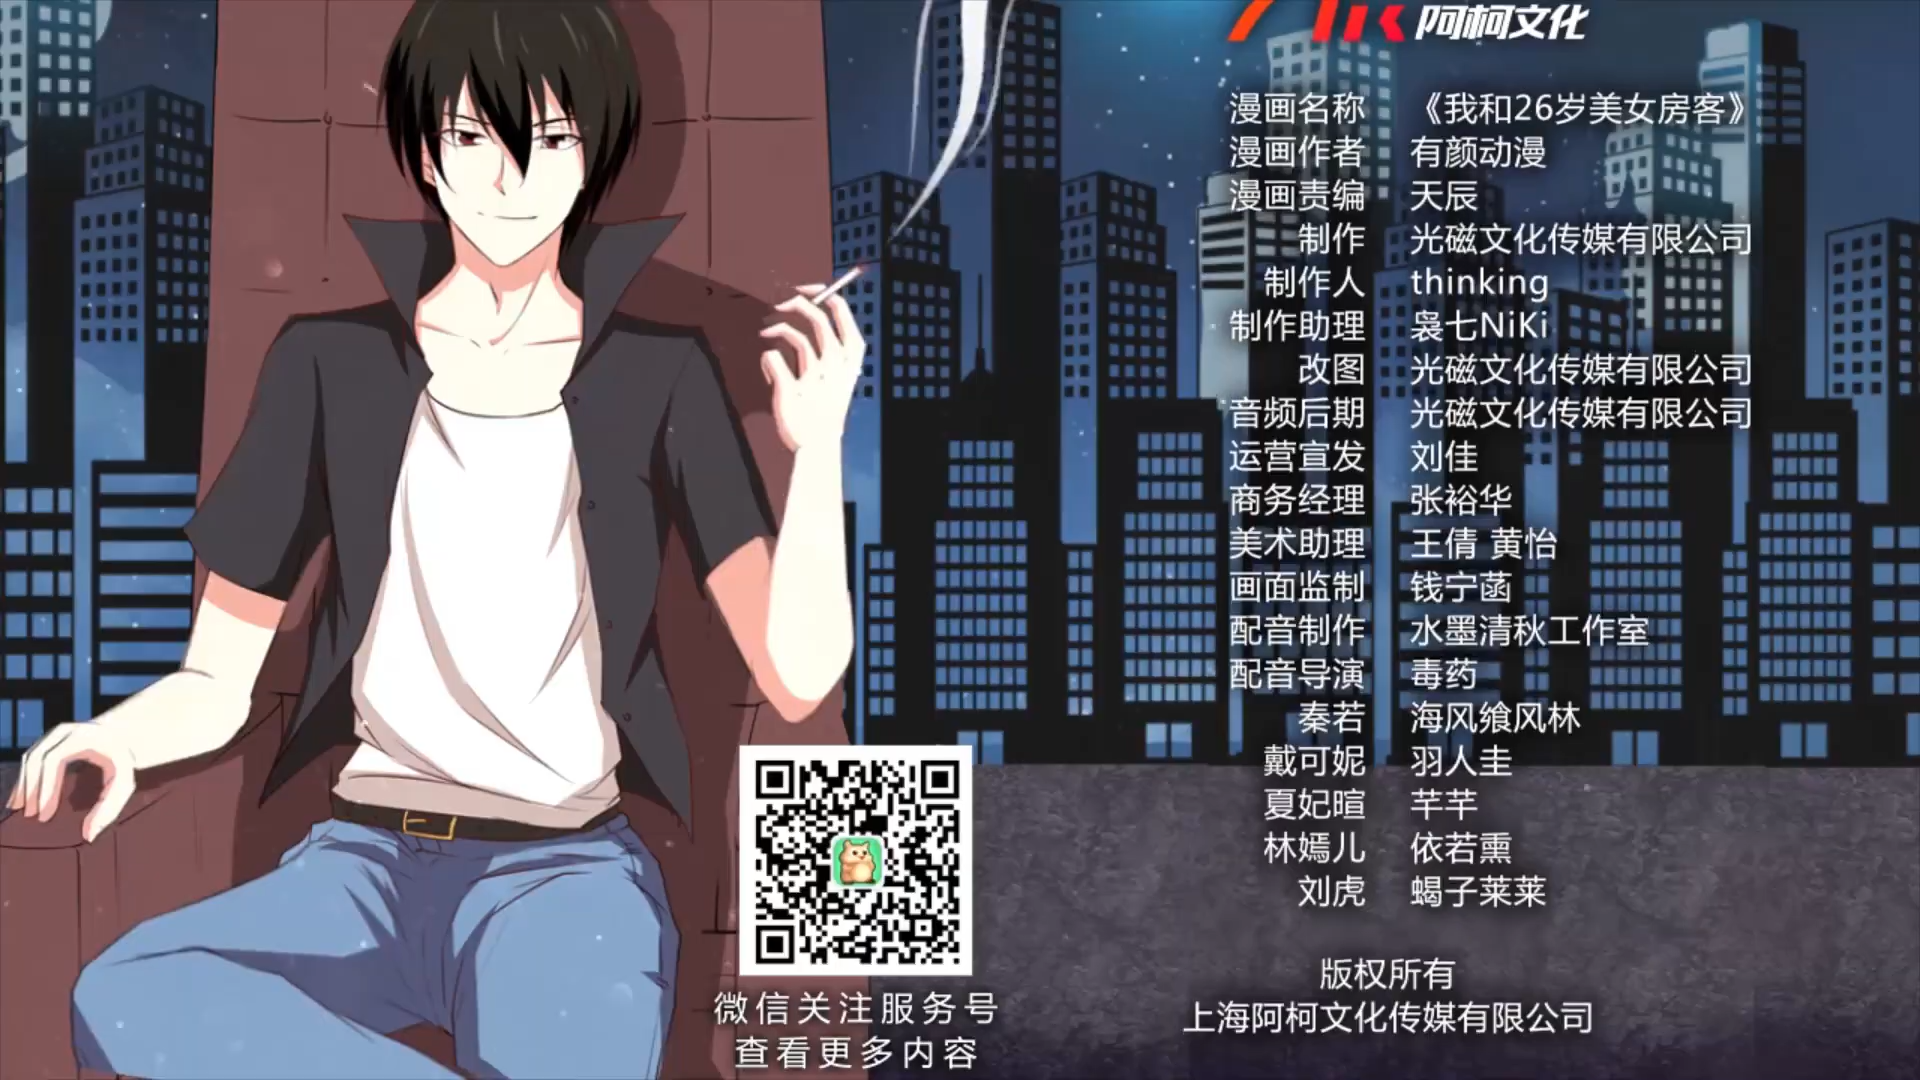 阿柯文化
漫画名称 《我和26岁美女房客》
漫画作者 有颜动漫
漫画责编 天辰
制作 光磁文化传媒有限公司
制作人 thinking
制作助理 袅七NiKi
改图 光磁文化传媒有限公司
音频后期 光磁文化传媒有限公司
运营宣发 刘佳
商务经理 张裕华
美术助理 王倩 黄怡
画面监制 钱宁菡
配音制作 水墨清秋工作室
配音导演 毒药
秦若 海风飨风林
戴可妮 羽人圭
夏妃暄 芊芊
林嫣儿 依若熏
刘虎 蝎子莱莱
版权所有
上海阿柯文化传媒有限公司
微信关注服务号
查看更多内容